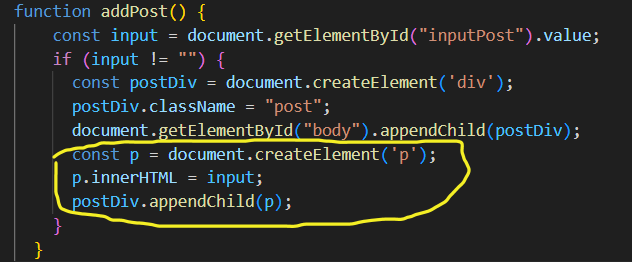 function addPost() {
const input = document.getElementById("inputPost").value;
if (input != "") {
const postDiv = document.createElement('div');
postDiv.className = "post";
document.getElementById("body").appendChild(postDiv);
const p = document.createElement('p');
p.innerHTML = input;
postDiv.appendChild(p);
}
}